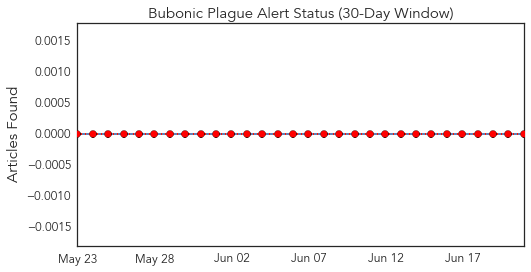 Bubonic Plague Alert Status (30-Day Window)
Articles Found
0.0015
0.0010
0.0005
0.0000
−0.0005
−0.0010
−0.0015
May 23
May 28
Jun 02
Jun 07
Jun 12
Jun 17